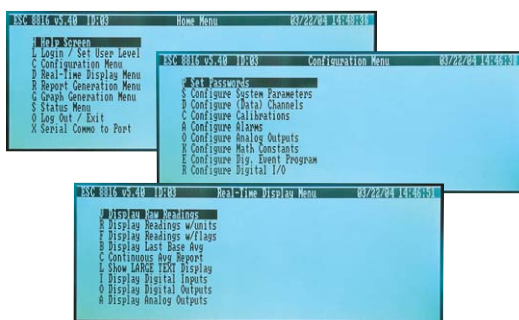 ESC 8816 v5.40 ID:03 Home Menu 03/22/04 14:48:36
H Help Screen
L Login / Set User Level
C Configuration Menu
D Real-Time Display Menu
R Report Generation Menu
G Graph Generation Menu
S Status Menu
O Log Out / Exit
X Serial Comms to Port
ESC 8816 v5.40 ID:03 Configuration Menu 03/22/04 14:46:38
P Set Passwords
S Configure System Parameters
D Configure (Data) Channels
C Configure Calibrations
A Configure Alarms
O Configure Analog Outputs
K Configure Math Constants
E Configure Dig. Event Program
R Configure Digital I/O
ESC 8816 v5.40 ID:03 Real-Time Display Menu 03/22/04 14:46:51
Display Raw Readings
R Display Readings w/units
F Display Readings w/flags
B Display Last Base Avg
C Continuous Avg Report
L Show LARGE TEXT Display
I Display Digital Inputs
O Display Digital Outputs
A Display Analog Outputs